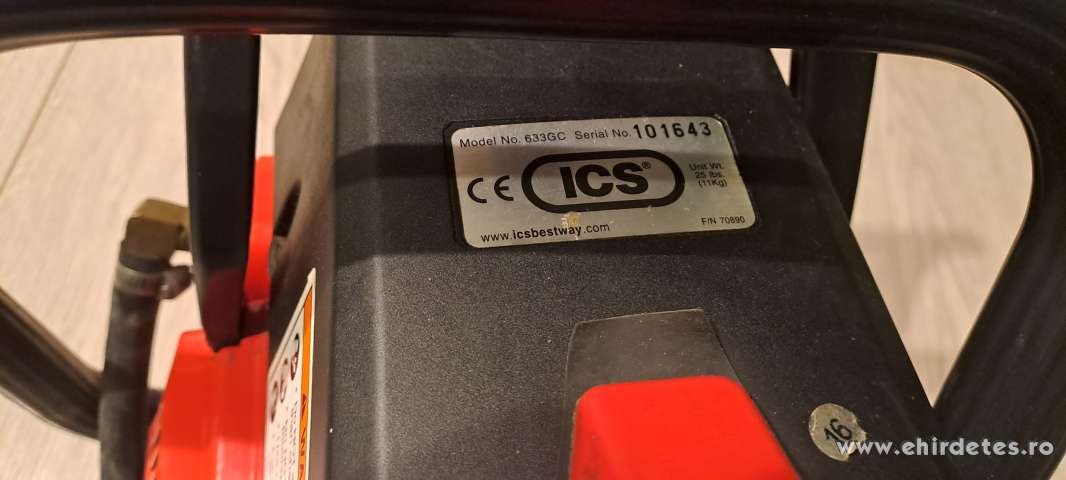 Model No. 633GC Serial No. 101643
CE ICS®
Unit Wt.
25 lbs.
(11Kg)
www.icsbestway.com
F/N 70890
16
www.ehirdetes.ro